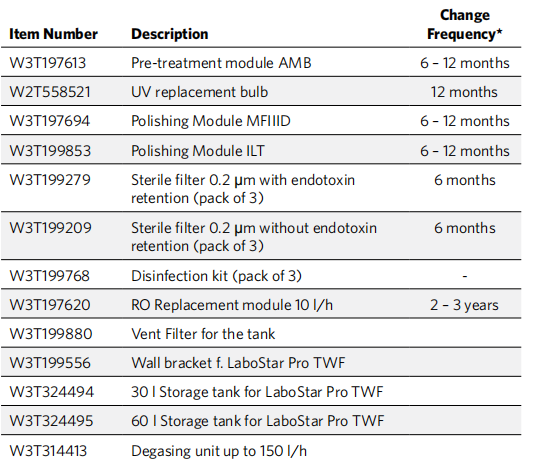 Change
Item Number Description Frequency*
W3T197613 Pre-treatment module AMB 6 – 12 months
W2T558521 UV replacement bulb 12 months
W3T197694 Polishing Module MFIIID 6 – 12 months
W3T199853 Polishing Module ILT 6 – 12 months
W3T199279 Sterile filter 0.2 µm with endotoxin 6 months
retention (pack of 3)
W3T199209 Sterile filter 0.2 µm without endotoxin 6 months
retention (pack of 3)
W3T199768 Disinfection kit (pack of 3) -
W3T197620 RO Replacement module 10 l/h 2 – 3 years
W3T199880 Vent Filter for the tank
W3T199556 Wall bracket f. LaboStar Pro TWF
W3T324494 30 l Storage tank for LaboStar Pro TWF
W3T324495 60 l Storage tank for LaboStar Pro TWF
W3T314413 Degasing unit up to 150 l/h